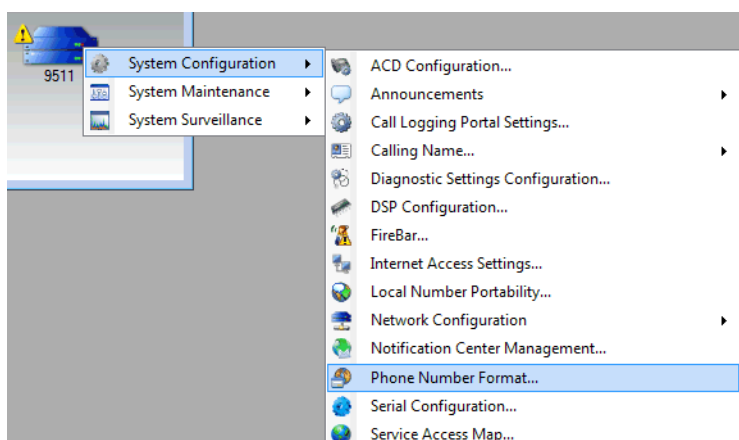 9511
System Configuration
System Maintenance
System Surveillance
ACD Configuration...
Announcements
Call Logging Portal Settings...
Calling Name...
Diagnostic Settings Configuration...
DSP Configuration...
FireBar...
Internet Access Settings...
Local Number Portability...
Network Configuration
Notification Center Management...
Phone Number Format...
Serial Configuration...
Service Access Map...